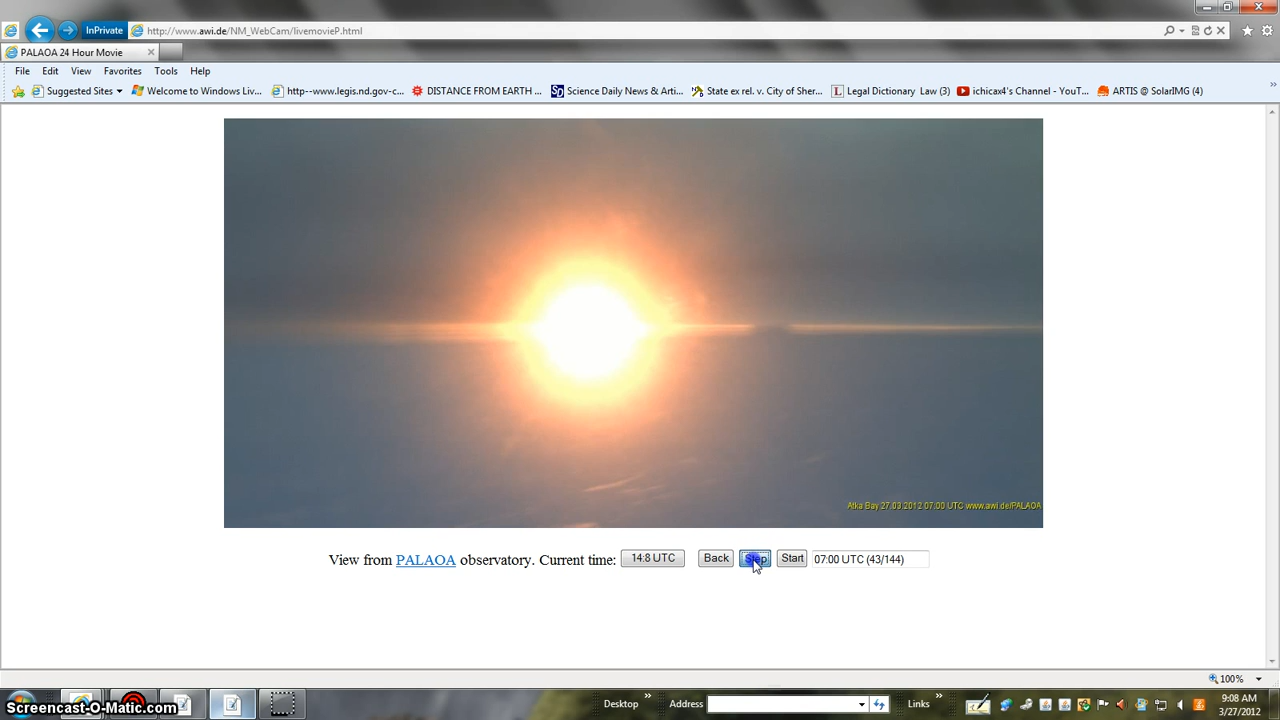 InPrivate
http://www.awi.de/NM_WebCam/livemovieP.html
PALAOA 24 Hour Movie
File Edit View Favorites Tools Help
Suggested Sites
Welcome to Windows Liv...
http--www.legis.nd.gov-c...
DISTANCE FROM EARTH ...
Science Daily News & Arti...
State ex rel. v. City of Sher...
Legal Dictionary Law (3)
ichicax4's Channel - YouT...
ARTIS @ SolarIMG (4)
Atka Bay 27.03.2012 07:00 UTC www.awi.de/PALAOA
View from PALAOA observatory. Current time: 14:8 UTC Back Step Start 07:00 UTC (43/144)
100%
Desktop
Address
Links
9:08 AM
3/27/2012
Screencast-O-Matic.com